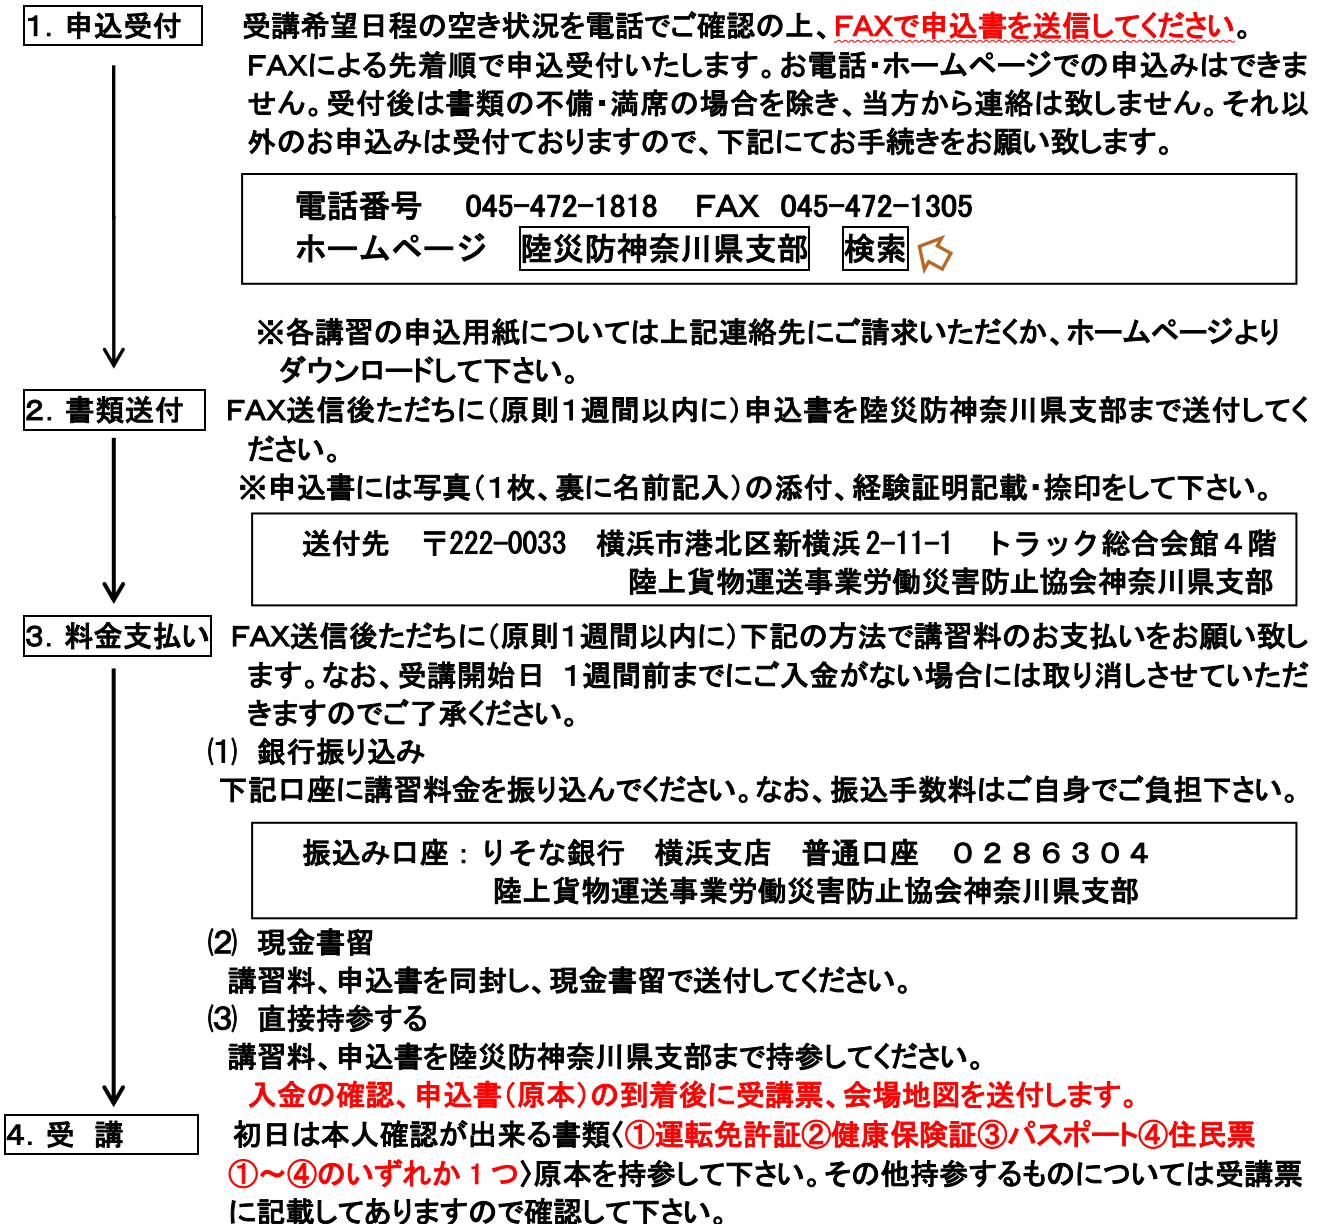 1．申込受付　受講希望日程の空き状況を電話でご確認の上、FAXで申込書を送信してください。
FAXによる先着順で申込受付いたします。お電話・ホームページでの申込みはできま
せん。受付後は書類の不備・満席の場合を除き、当方から連絡は致しません。それ以
外のお申込みは受付ておりますので、下記にてお手続きをお願い致します。
電話番号　045-472-1818　FAX　045-472-1305
ホームページ　陸災防神奈川県支部　検索
※各講習の申込用紙については上記連絡先にご請求いただくか、ホームページより
ダウンロードして下さい。
2．書類送付　FAX送信後ただちに（原則１週間以内に）申込書を陸災防神奈川県支部まで送付してく
ださい。
※申込書には写真（１枚、裏に名前記入）の添付、経験証明記載・捺印をして下さい。
送付先　〒222-0033　横浜市港北区新横浜2-11-1　トラック総合会館４階
陸上貨物運送事業労働災害防止協会神奈川県支部
3．料金支払い　FAX送信後ただちに（原則１週間以内に）下記の方法で講習料のお支払いをお願い致し
ます。なお、受講開始日　１週間前までにご入金がない場合には取り消しさせていただ
きますのでご了承ください。
⑴　銀行振り込み
下記口座に講習料金を振り込んでください。なお、振込手数料はご自身でご負担下さい。
振込み口座：りそな銀行　横浜支店　普通口座　０２８６３０４
陸上貨物運送事業労働災害防止協会神奈川県支部
⑵　現金書留
講習料、申込書を同封し、現金書留で送付してください。
⑶　直接持参する
講習料、申込書を陸災防神奈川県支部まで持参してください。
入金の確認、申込書（原本）の到着後に受講票、会場地図を送付します。
4．受　講　初日は本人確認が出来る書類〈①運転免許証②健康保険証③パスポート④住民票
①～④のいずれか１つ〉原本を持参して下さい。その他持参するものについては受講票
に記載してありますので確認して下さい。